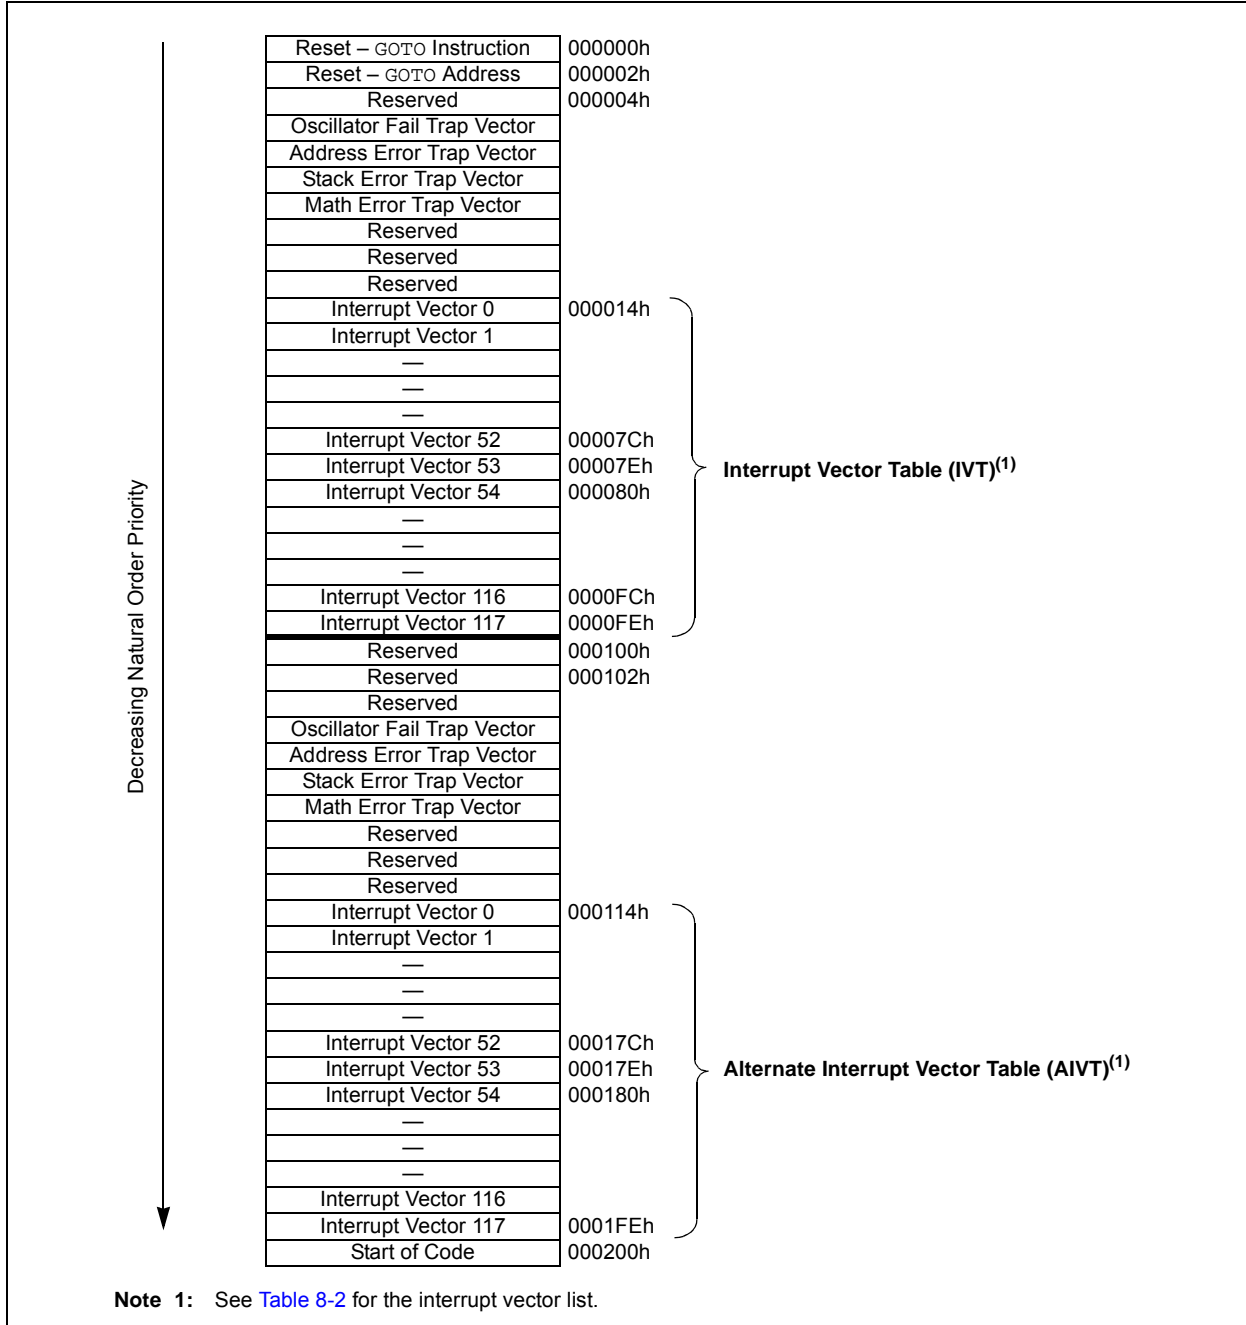 Reset – GOTO Instruction 000000h
Reset – GOTO Address 000002h
Reserved 000004h
Oscillator Fail Trap Vector
Address Error Trap Vector
Stack Error Trap Vector
Math Error Trap Vector
Reserved
Reserved
Reserved
Interrupt Vector 0 000014h
Interrupt Vector 1
—
—
—
Interrupt Vector 52 00007Ch
Interrupt Vector 53 00007Eh
Interrupt Vector 54 000080h
—
—
—
Interrupt Vector 116 0000FCh
Interrupt Vector 117 0000FEh
Interrupt Vector Table (IVT)(1)
Decreasing Natural Order Priority
Reserved 000100h
Reserved 000102h
Reserved
Oscillator Fail Trap Vector
Address Error Trap Vector
Stack Error Trap Vector
Math Error Trap Vector
Reserved
Reserved
Reserved
Interrupt Vector 0 000114h
Interrupt Vector 1
—
—
—
Interrupt Vector 52 00017Ch
Interrupt Vector 53 00017Eh
Interrupt Vector 54 000180h
—
—
—
Interrupt Vector 116
Interrupt Vector 117 0001FEh
Alternate Interrupt Vector Table (AIVT)(1)
Start of Code 000200h
Note 1: See Table 8-2 for the interrupt vector list.